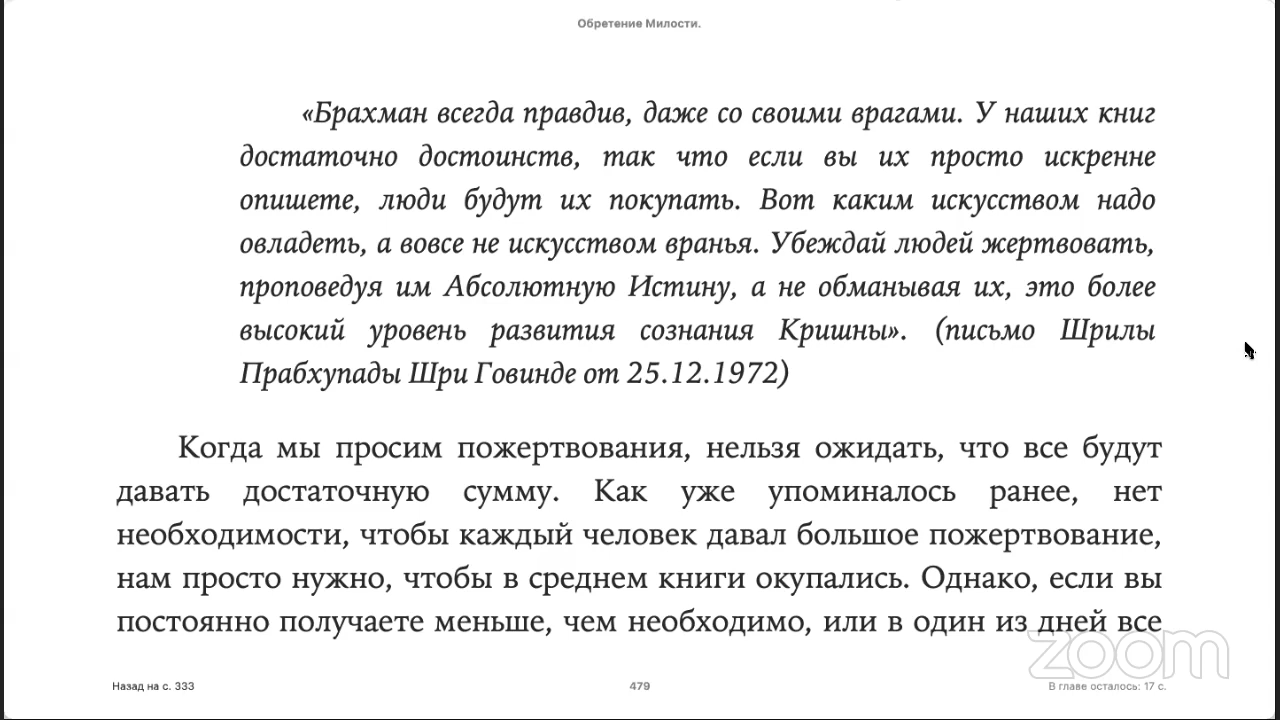 Обретение Милости.
«Брахман всегда правдив, даже со своими врагами. У наших книг
достаточно достоинств, так что если вы их просто искренне
опишете, люди будут их покупать. Вот каким искусством надо
овладеть, а вовсе не искусством вранья. Убеждай людей жертвовать,
проповедуя им Абсолютную Истину, а не обманывая их, это более
высокий уровень развития сознания Кришны». (письмо Шрилы
Прабхупады Шри Говинде от 25.12.1972)
Когда мы просим пожертвования, нельзя ожидать, что все будут
давать достаточную сумму. Как уже упоминалось ранее, нет
необходимости, чтобы каждый человек давал большое пожертвование,
нам просто нужно, чтобы в среднем книги окупались. Однако, если вы
постоянно получаете меньше, чем необходимо, или в один из дней все
zoom
Назад на с. 333
479
В главе осталось: 17 с.